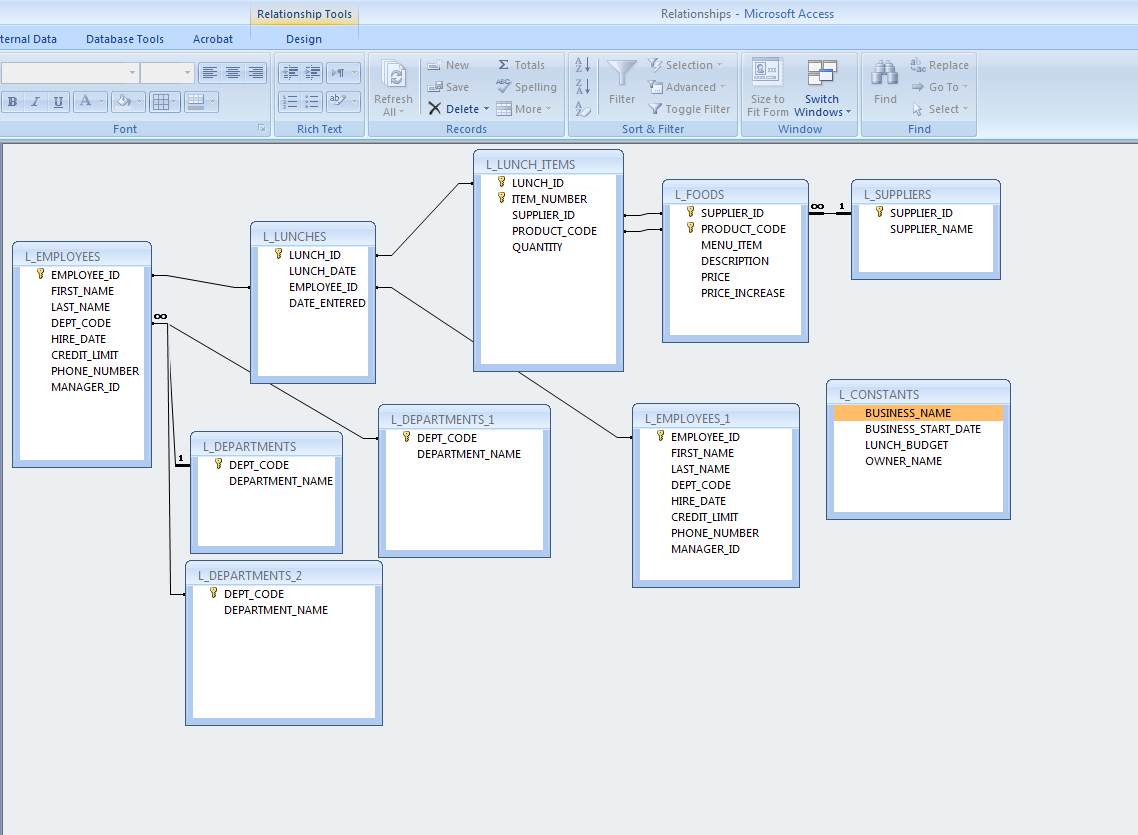 Relationship Tools
Relationships - Microsoft Access
ternal Data
Database Tools
Acrobat
Design
B I U A
Font
Rich Text
Refresh All
New
Save
Delete
Totals
Spelling
More
Records
Filter
Selection
Advanced
Toggle Filter
Sort & Filter
Size to Fit Form
Switch Windows
Window
Find
Replace
Go To
Select
Find
L_EMPLOYEES
EMPLOYEE_ID
FIRST_NAME
LAST_NAME
DEPT_CODE
HIRE_DATE
CREDIT_LIMIT
PHONE_NUMBER
MANAGER_ID
∞
1
L_LUNCHES
LUNCH_ID
LUNCH_DATE
EMPLOYEE_ID
DATE_ENTERED
L_LUNCH_ITEMS
LUNCH_ID
ITEM_NUMBER
SUPPLIER_ID
PRODUCT_CODE
QUANTITY
L_FOODS
SUPPLIER_ID
PRODUCT_CODE
MENU_ITEM
DESCRIPTION
PRICE
PRICE_INCREASE
∞ 1
L_SUPPLIERS
SUPPLIER_ID
SUPPLIER_NAME
L_DEPARTMENTS
DEPT_CODE
DEPARTMENT_NAME
L_DEPARTMENTS_1
DEPT_CODE
DEPARTMENT_NAME
L_EMPLOYEES_1
EMPLOYEE_ID
FIRST_NAME
LAST_NAME
DEPT_CODE
HIRE_DATE
CREDIT_LIMIT
PHONE_NUMBER
MANAGER_ID
L_CONSTANTS
BUSINESS_NAME
BUSINESS_START_DATE
LUNCH_BUDGET
OWNER_NAME
L_DEPARTMENTS_2
DEPT_CODE
DEPARTMENT_NAME